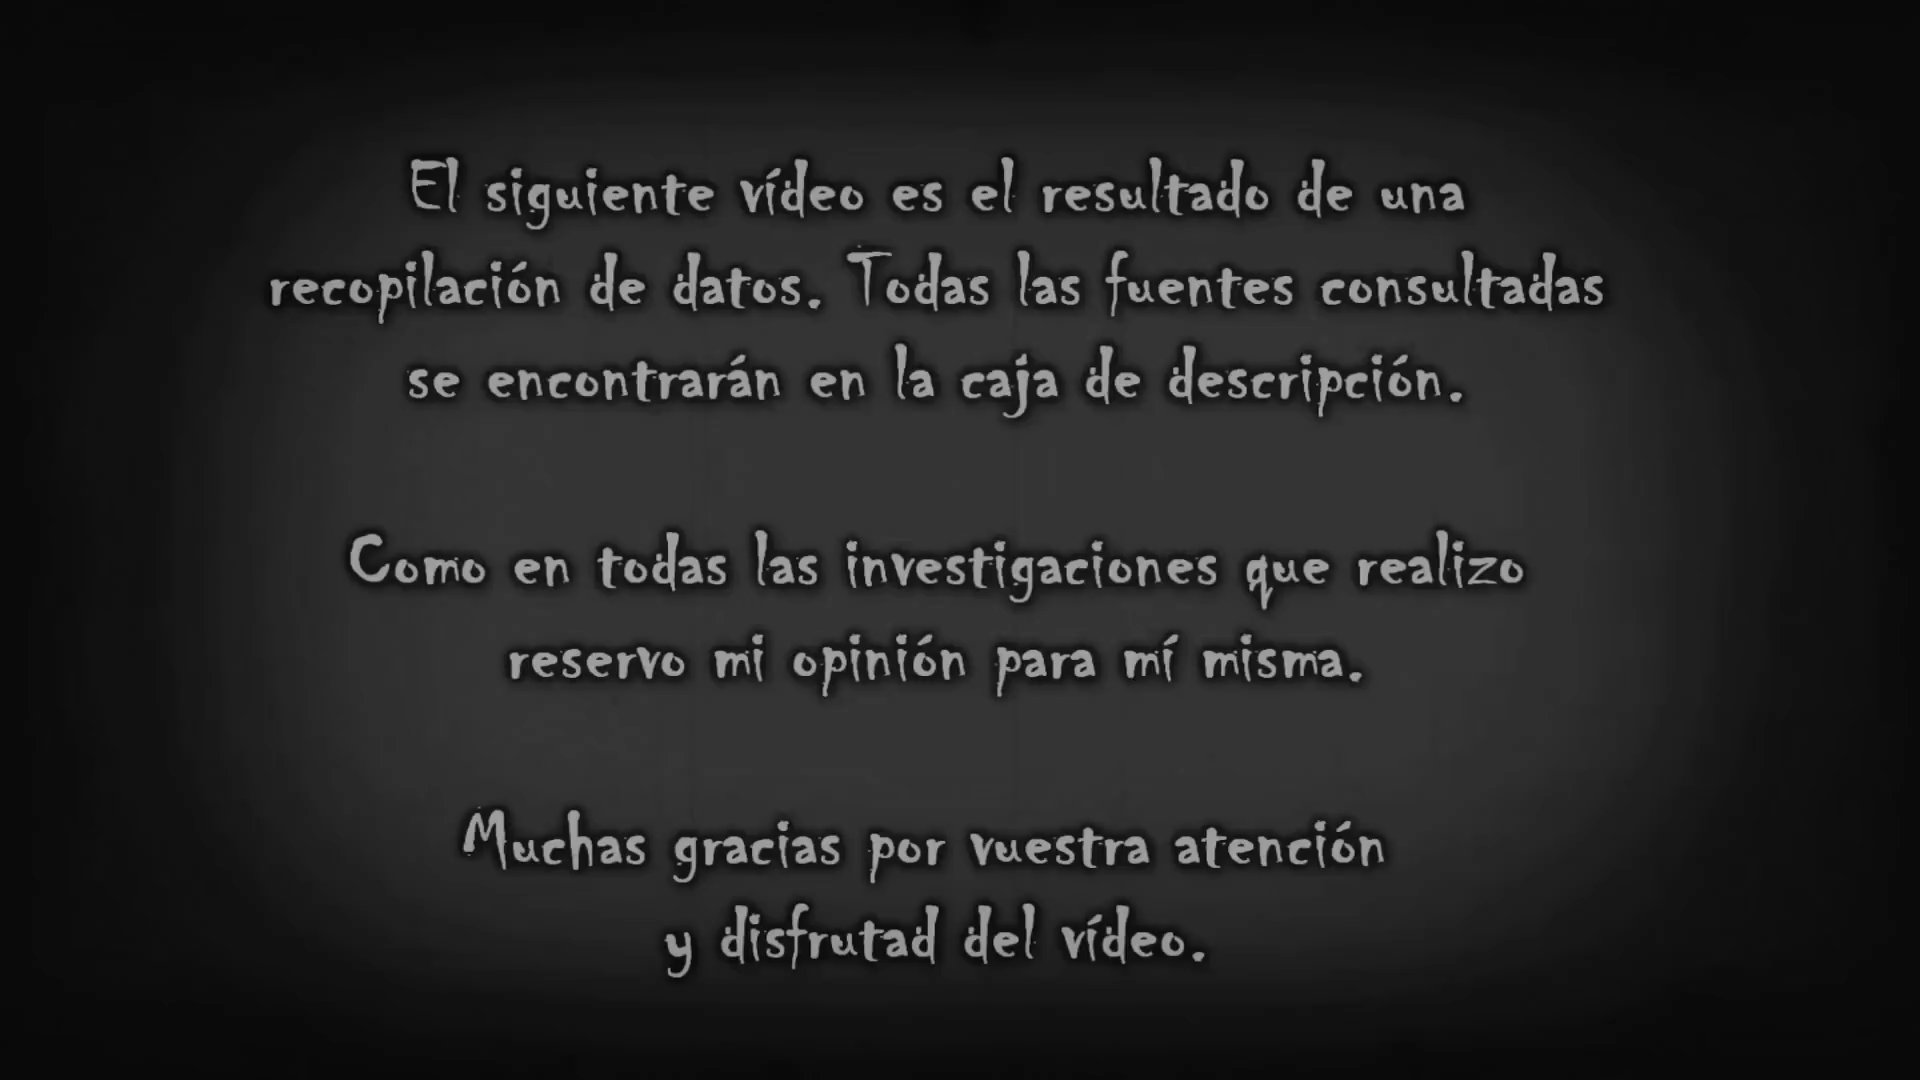 El siguiente vídeo es el resultado de una
recopilación de datos. Todas las fuentes consultadas
se encontrarán en la caja de descripción.
Como en todas las investigaciones que realizo
reservo mi opinión para mí misma.
Muchas gracias por vuestra atención
y disfrutad del vídeo.